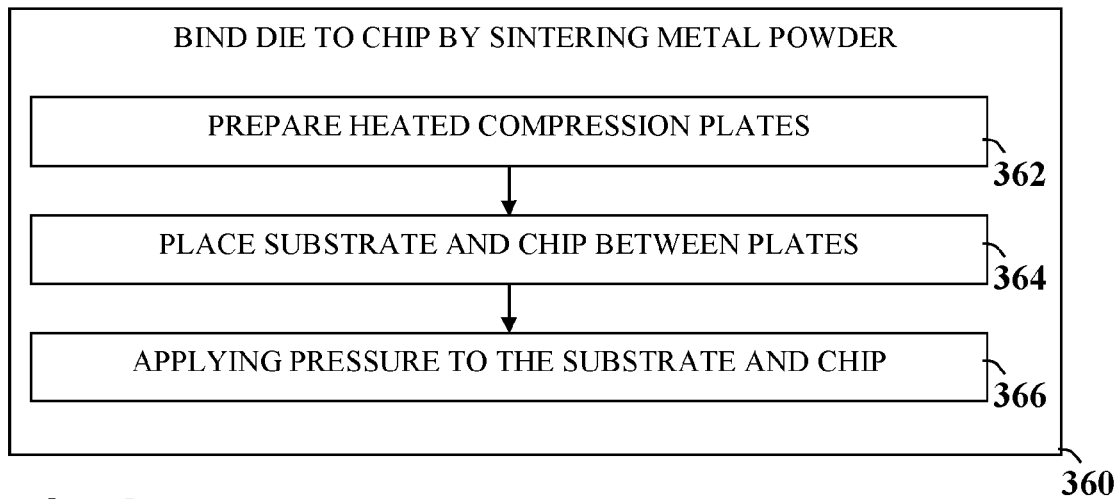 BIND DIE TO CHIP BY SINTERING METAL POWDER
PREPARE HEATED COMPRESSION PLATES
362
PLACE SUBSTRATE AND CHIP BETWEEN PLATES
364
APPLYING PRESSURE TO THE SUBSTRATE AND CHIP
366
360